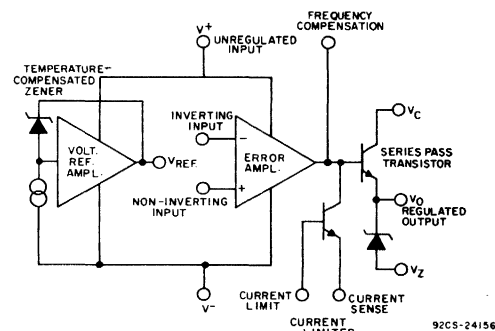 FREQUENCY
COMPENSATION
V+
UNREGULATED
INPUT
TEMPERATURE-
COMPENSATED
ZENER
INVERTING
INPUT
VC
VOLT.
REF.
AMPL.
VREF.
-
ERROR
AMPL.
+
SERIES PASS
TRANSISTOR
NON-INVERTING
INPUT
VO
REGULATED
OUTPUT
VZ
V-
CURRENT
LIMIT
CURRENT
SENSE
CURRENT
LIMITER
92CS-24156